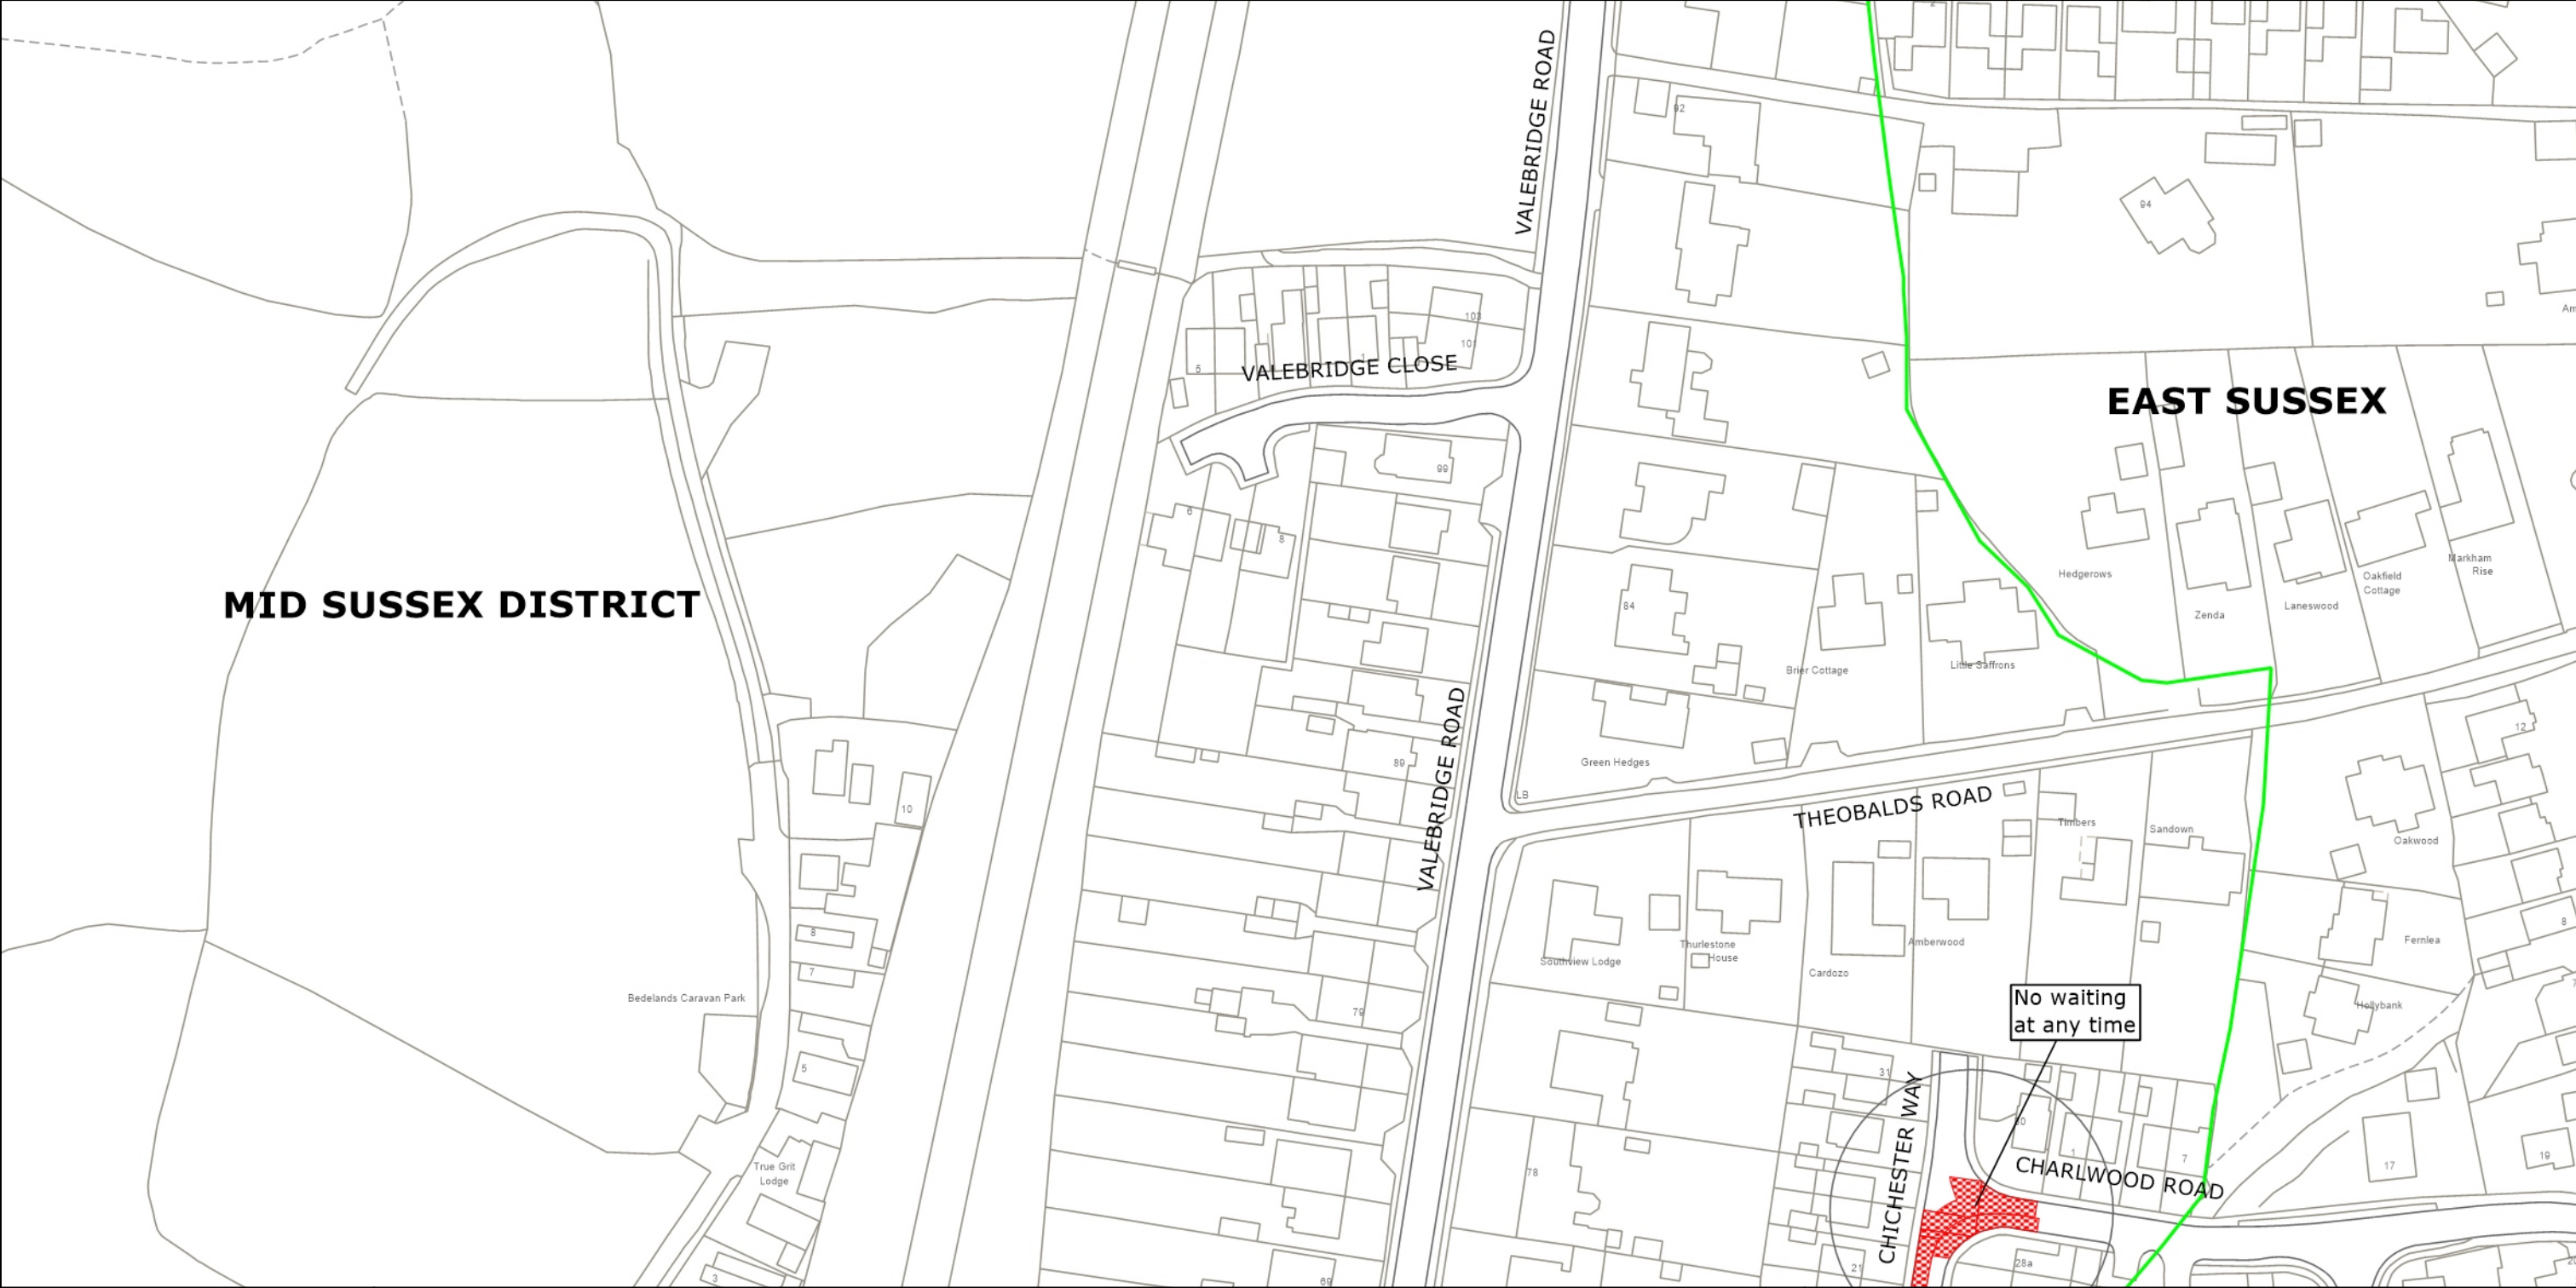 VALEBRIDGE ROAD
2
92
94
103
101
VALEBRIDGE CLOSE
5
1
EAST SUSSEX
99
6
8
MID SUSSEX DISTRICT
84
Hedgerows
Zenda
Laneswood
Oakfield
Cottage
Markham
Rise
Brier Cottage
Little Saffrons
VALEBRIDGE ROAD
89
Green Hedges
LB
THEOBALDS ROAD
12
10
Timbers
Sandown
Oakwood
8
7
Southview Lodge
Thurlestone
House
Cardozo
Amberwood
Fernlea
8
Hollybank
Bedelands Caravan Park
79
No waiting
at any time
5
31
CHICHESTER WAY
30
1
7
CHARLWOOD ROAD
17
19
True Grit
Lodge
78
3
69
21
28a